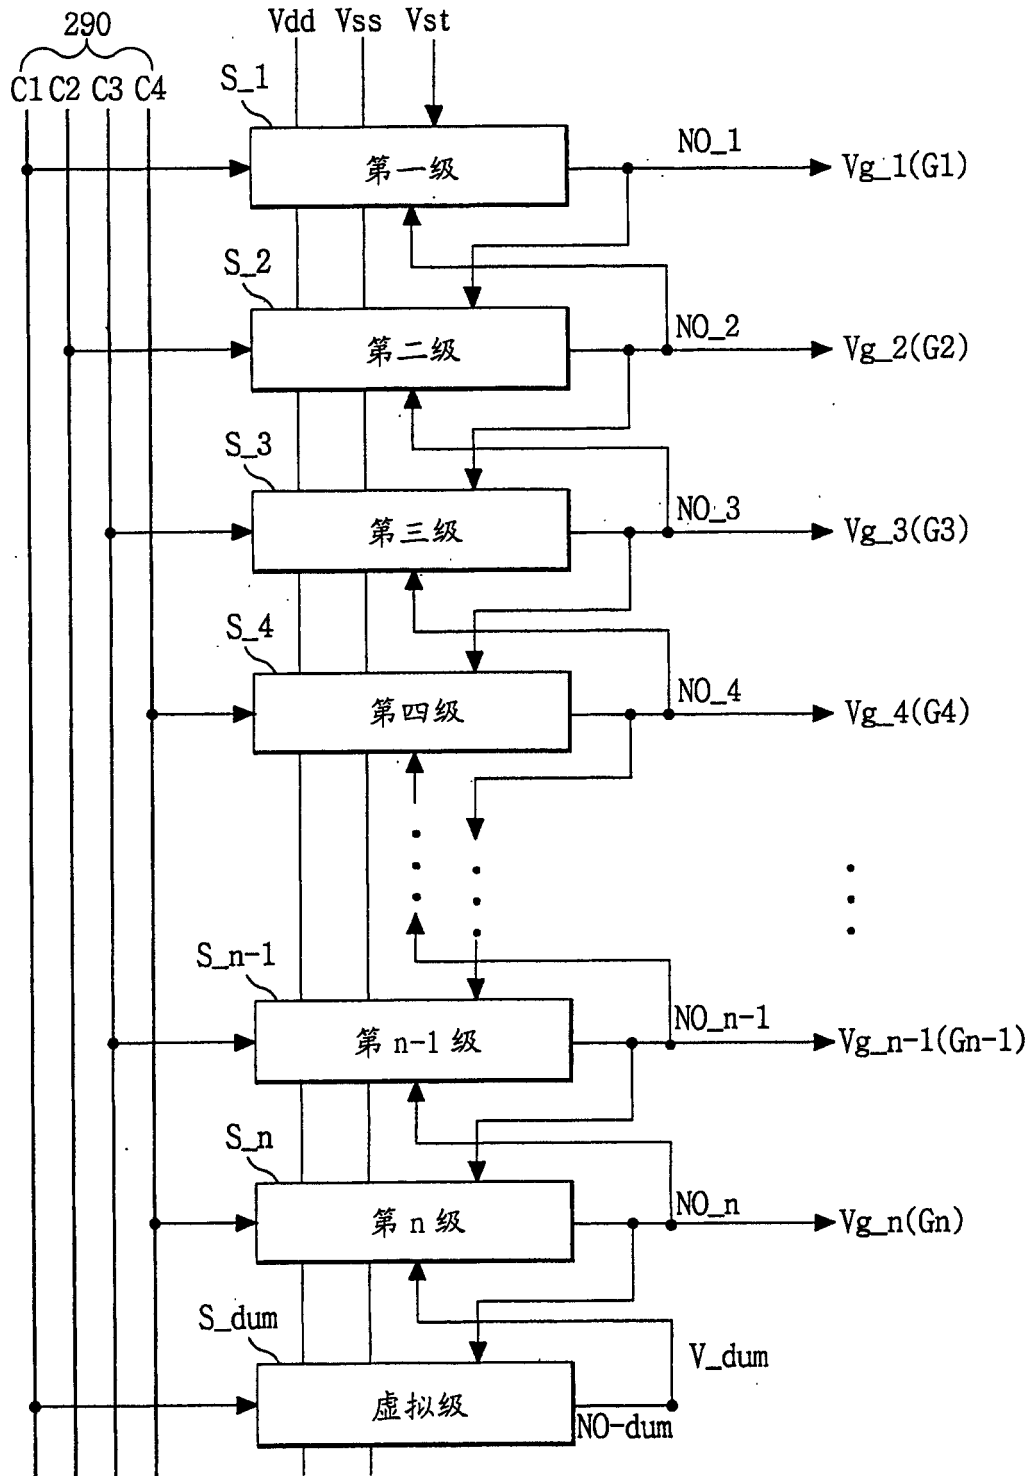 290
Vdd Vss Vst
C1 C2 C3 C4
S_1
第一级
NO_1
Vg_1(G1)
S_2
第二级
NO_2
Vg_2(G2)
S_3
第三级
NO_3
Vg_3(G3)
S_4
第四级
NO_4
Vg_4(G4)
S_n-1
第 n-1 级
NO_n-1
Vg_n-1(Gn-1)
S_n
第 n 级
NO_n
Vg_n(Gn)
S_dum
虚拟级
V_dum
NO-dum